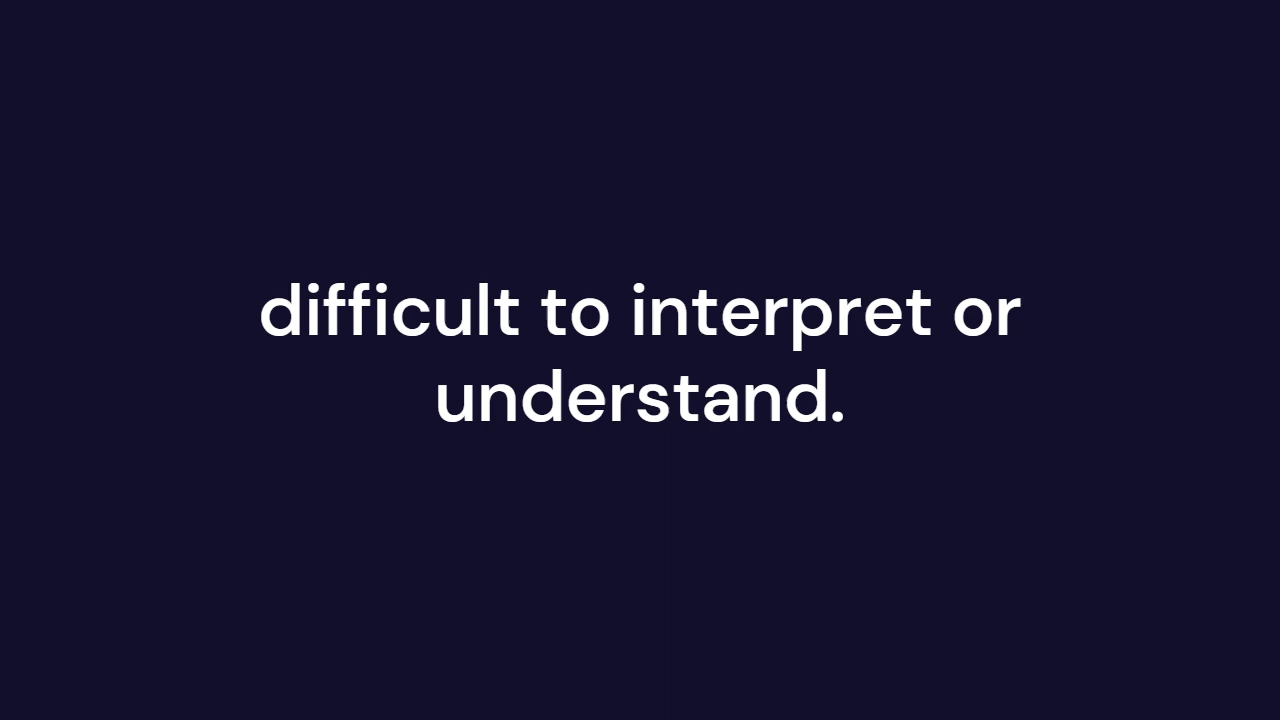 difficult to interpret or
understand.